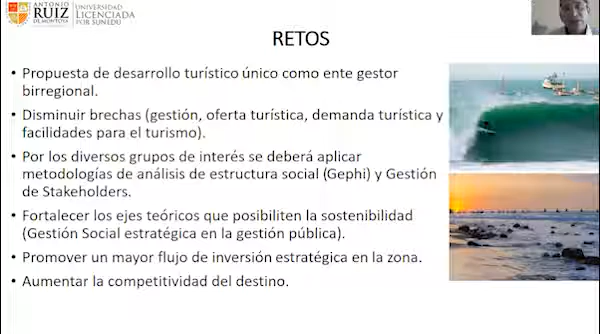 ANTONIO
RUIZ
DE MONTOYA
UNIVERSIDAD
LICENCIADA
POR SUNEDU
RETOS
• Propuesta de desarrollo turístico único como ente gestor
birregional.
• Disminuir brechas (gestión, oferta turística, demanda turística y
facilidades para el turismo).
• Por los diversos grupos de interés se deberá aplicar
metodologías de análisis de estructura social (Gephi) y Gestión
de Stakeholders.
• Fortalecer los ejes teóricos que posibiliten la sostenibilidad
(Gestión Social estratégica en la gestión pública).
• Promover un mayor flujo de inversión estratégica en la zona.
• Aumentar la competitividad del destino.